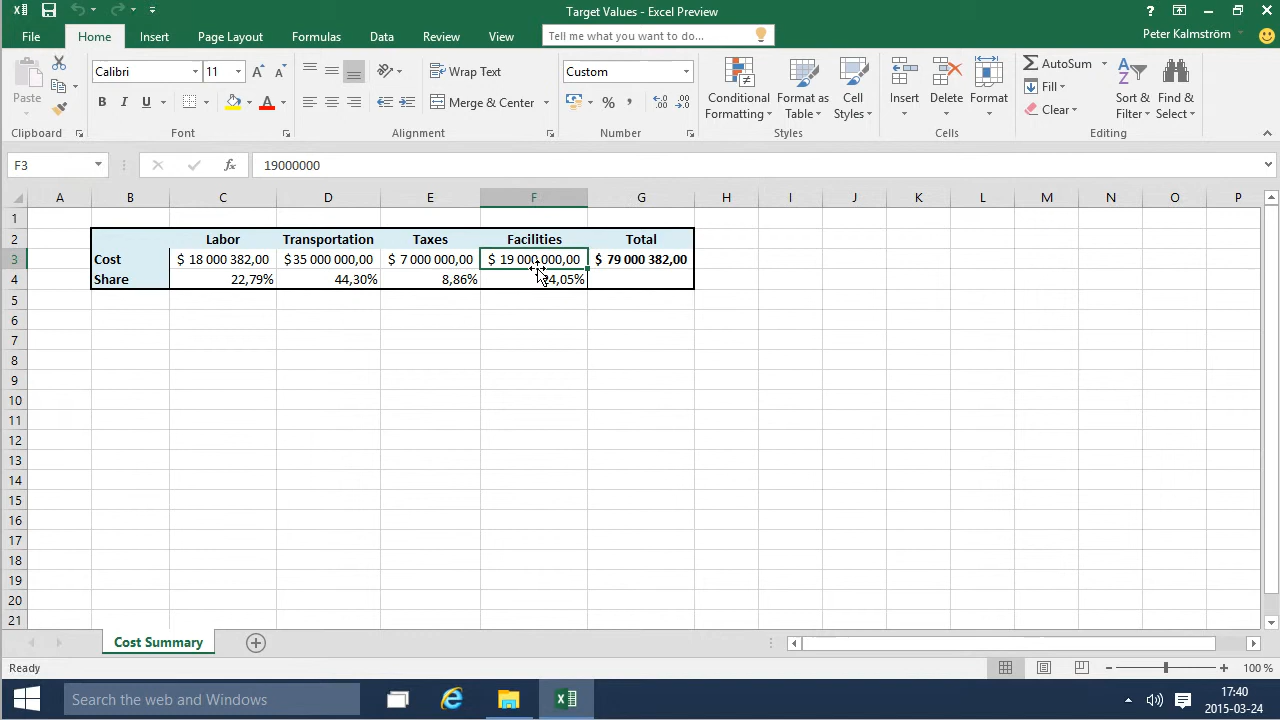 Target Values - Excel Preview
File Home Insert Page Layout Formulas Data Review View Tell me what you want to do... Peter Kalmström
Paste Calibri 11 Wrap Text Custom Conditional Formatting Format as Table Cell Styles Insert Delete Format AutoSum Sort & Filter Find & Select
B I U Merge & Center % Fill
Clear
Clipboard Font Alignment Number Styles Cells Editing
F3 fx 19000000
A B C D E F G H I J K L M N O P
1
2 Labor Transportation Taxes Facilities Total
3 Cost $ 18 000 382,00 $ 35 000 000,00 $ 7 000 000,00 $ 19 000 000,00 $ 79 000 382,00
4 Share 22,79% 44,30% 8,86% 24,05%
5
6
7
8
9
10
11
12
13
14
15
16
17
18
19
20
21
Cost Summary
Ready 100 %
Search the web and Windows 17:40
2015-03-24